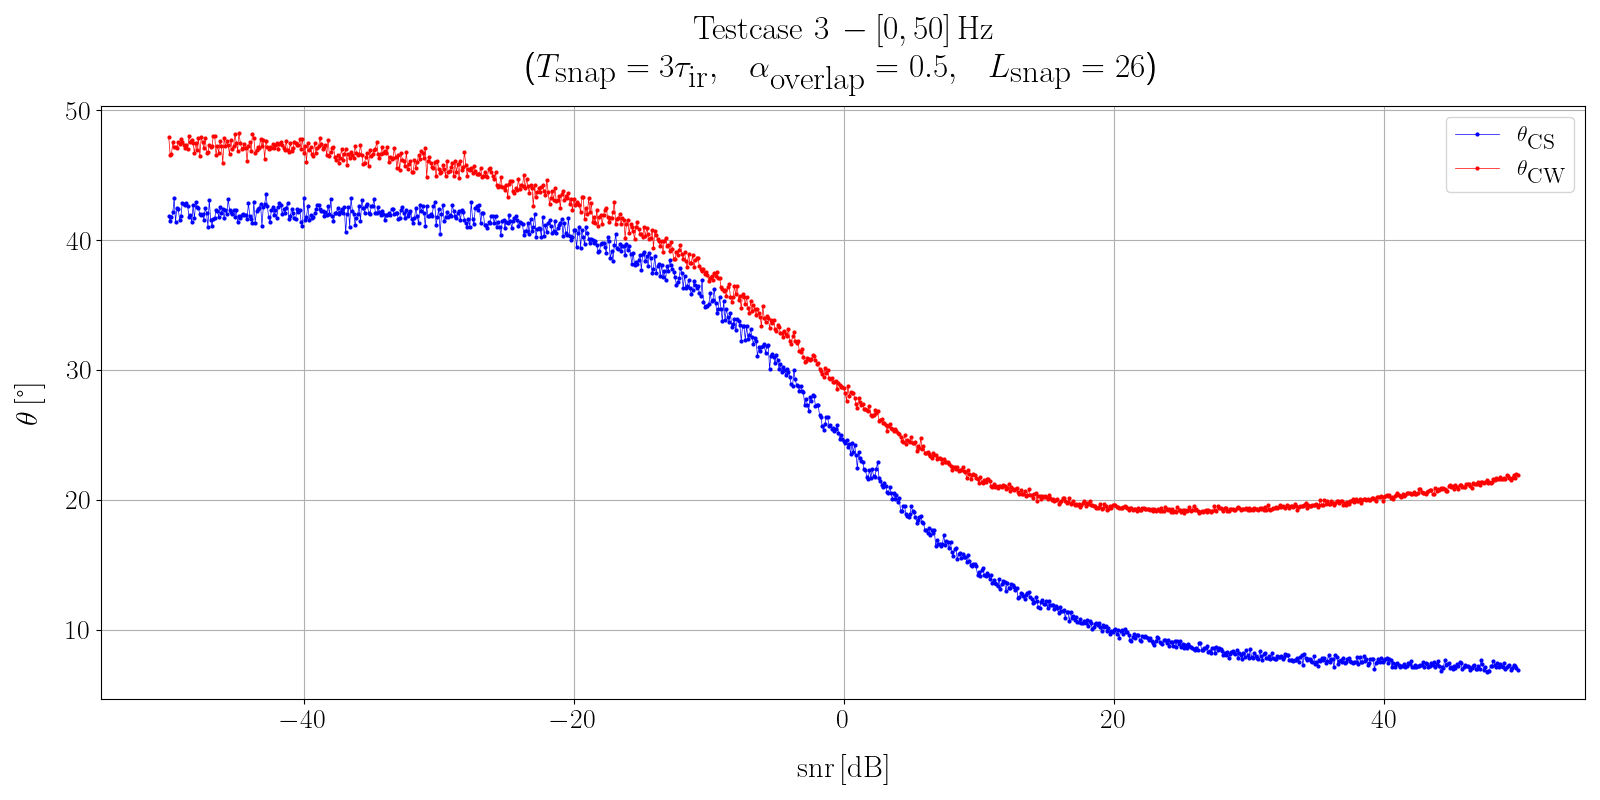 Testcase 3 − [0, 50] Hz
(T_snap = 3τ_ir, α_overlap = 0.5, L_snap = 26)
50
40
30
20
10
θ [°]
θ_CS
θ_CW
−40
−20
0
20
40
snr [dB]